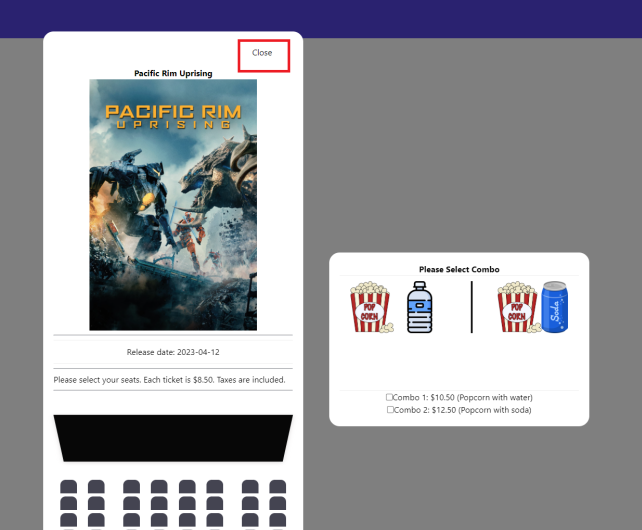 Close
Pacific Rim Uprising
PACIFIC RIM
UPRISING
Release date: 2023-04-12
Please select your seats. Each ticket is $8.50. Taxes are included.
Please Select Combo
POP
CORN
POP
CORN
Soda
Combo 1: $10.50 (Popcorn with water)
Combo 2: $12.50 (Popcorn with soda)